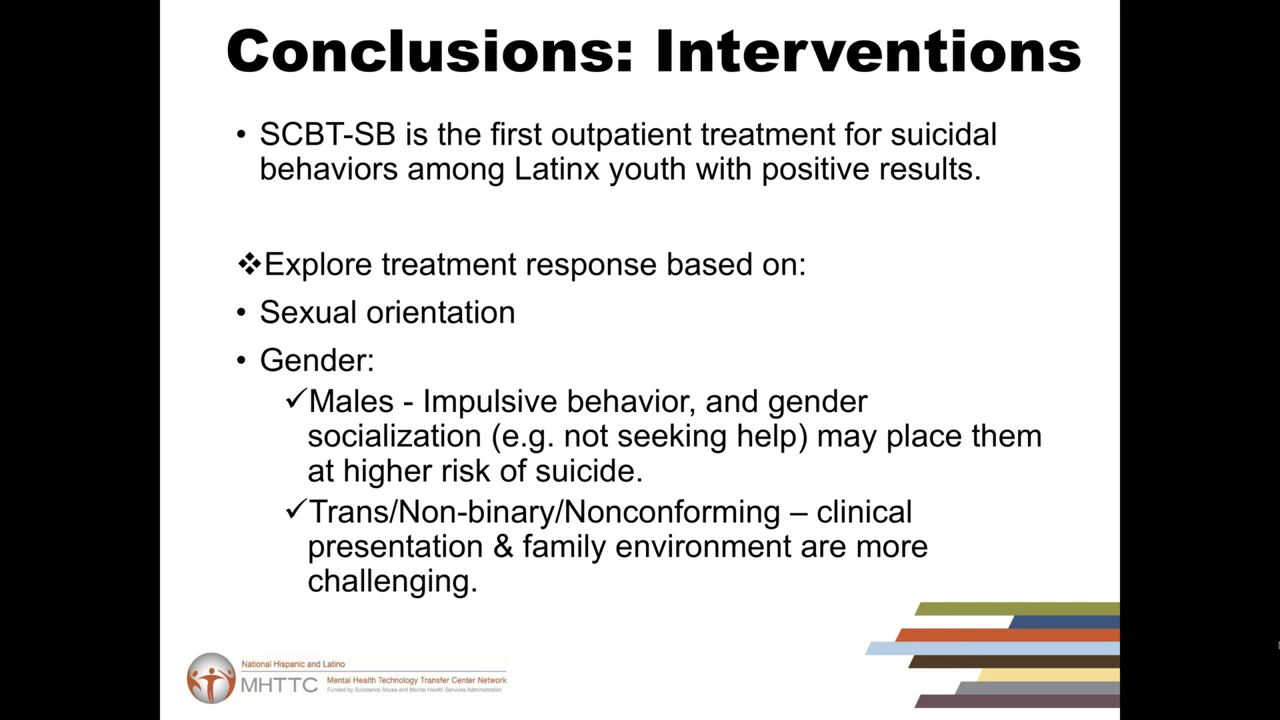 Conclusions: Interventions
• SCBT-SB is the first outpatient treatment for suicidal
behaviors among Latinx youth with positive results.
❖Explore treatment response based on:
• Sexual orientation
• Gender:
✓Males - Impulsive behavior, and gender
socialization (e.g. not seeking help) may place them
at higher risk of suicide.
✓Trans/Non-binary/Nonconforming – clinical
presentation & family environment are more
challenging.
National Hispanic and Latino
MHTTC
Mental Health Technology Transfer Center Network
Funded by Substance Abuse and Mental Health Services Administration